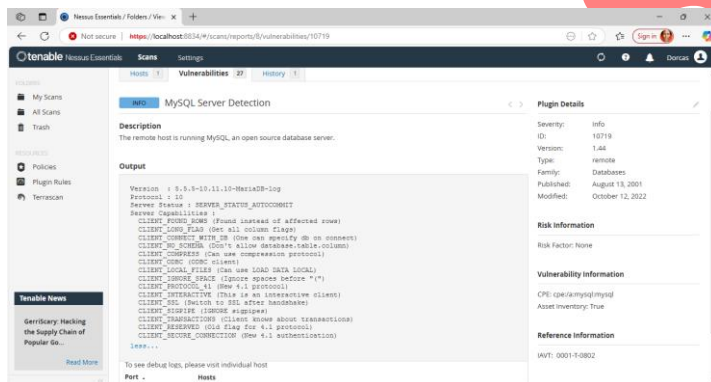 Nessus Essentials / Folders / View
Not secure
https://localhost:8834/#/scans/reports/8/vulnerabilities/10719
Sign in
tenable Nessus Essentials
Scans
Settings
Dorcas
FOLDERS
My Scans
All Scans
Trash
RESOURCES
Policies
Plugin Rules
Terrascan
Tenable News
GerriScary: Hacking
the Supply Chain of
Popular Go...
Read More
Hosts 1
Vulnerabilities 27
History 1
INFO
MySQL Server Detection
Description
The remote host is running MySQL, an open source database server.
Output
Version : 5.5.5-10.11.10-MariaDB-log
Protocol : 10
Server Status : SERVER_STATUS_AUTOCOMMIT
Server Capabilities :
CLIENT_FOUND_ROWS (Found instead of affected rows)
CLIENT_LONG_FLAG (Get all column flags)
CLIENT_CONNECT_WITH_DB (One can specify db on connect)
CLIENT_NO_SCHEMA (Don't allow database.table.column)
CLIENT_COMPRESS (Can use compression protocol)
CLIENT_ODBC (ODBC client)
CLIENT_LOCAL_FILES (Can use LOAD DATA LOCAL)
CLIENT_IGNORE_SPACE (Ignore spaces before "(")
CLIENT_PROTOCOL_41 (New 4.1 protocol)
CLIENT_INTERACTIVE (This is an interactive client)
CLIENT_SSL (Switch to SSL after handshake)
CLIENT_SIGPIPE (IGNORE sigpipes)
CLIENT_TRANSACTIONS (Client knows about transactions)
CLIENT_RESERVED (Old flag for 4.1 protocol)
CLIENT_SECURE_CONNECTION (New 4.1 authentication)
less...
To see debug logs, please visit individual host
Port
Hosts
Plugin Details
Severity: Info
ID: 10719
Version: 1.44
Type: remote
Family: Databases
Published: August 13, 2001
Modified: October 12, 2022
Risk Information
Risk Factor: None
Vulnerability Information
CPE: cpe:/a:mysql:mysql
Asset Inventory: True
Reference Information
IAVT: 0001-T-0802